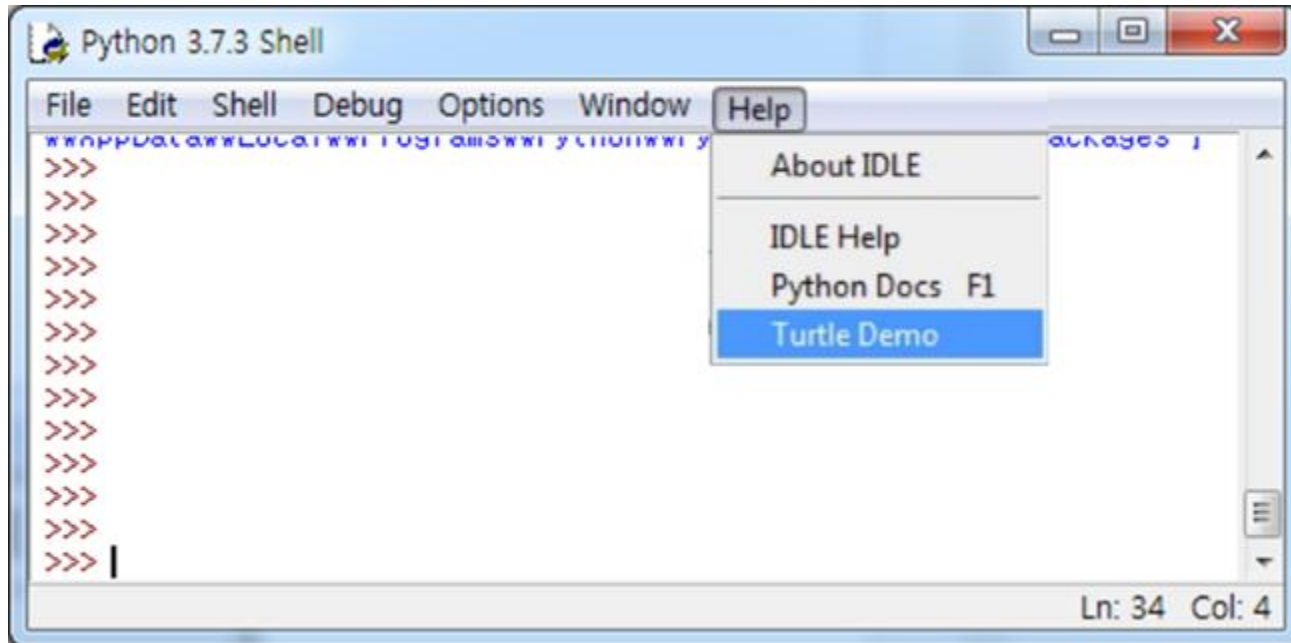 Python 3.7.3 Shell
File Edit Shell Debug Options Window Help
>>>
>>>
>>>
>>>
>>>
>>>
>>>
>>>
>>>
>>>
>>>
>>>
>>>
About IDLE
IDLE Help
Python Docs F1
Turtle Demo
Ln: 34 Col: 4